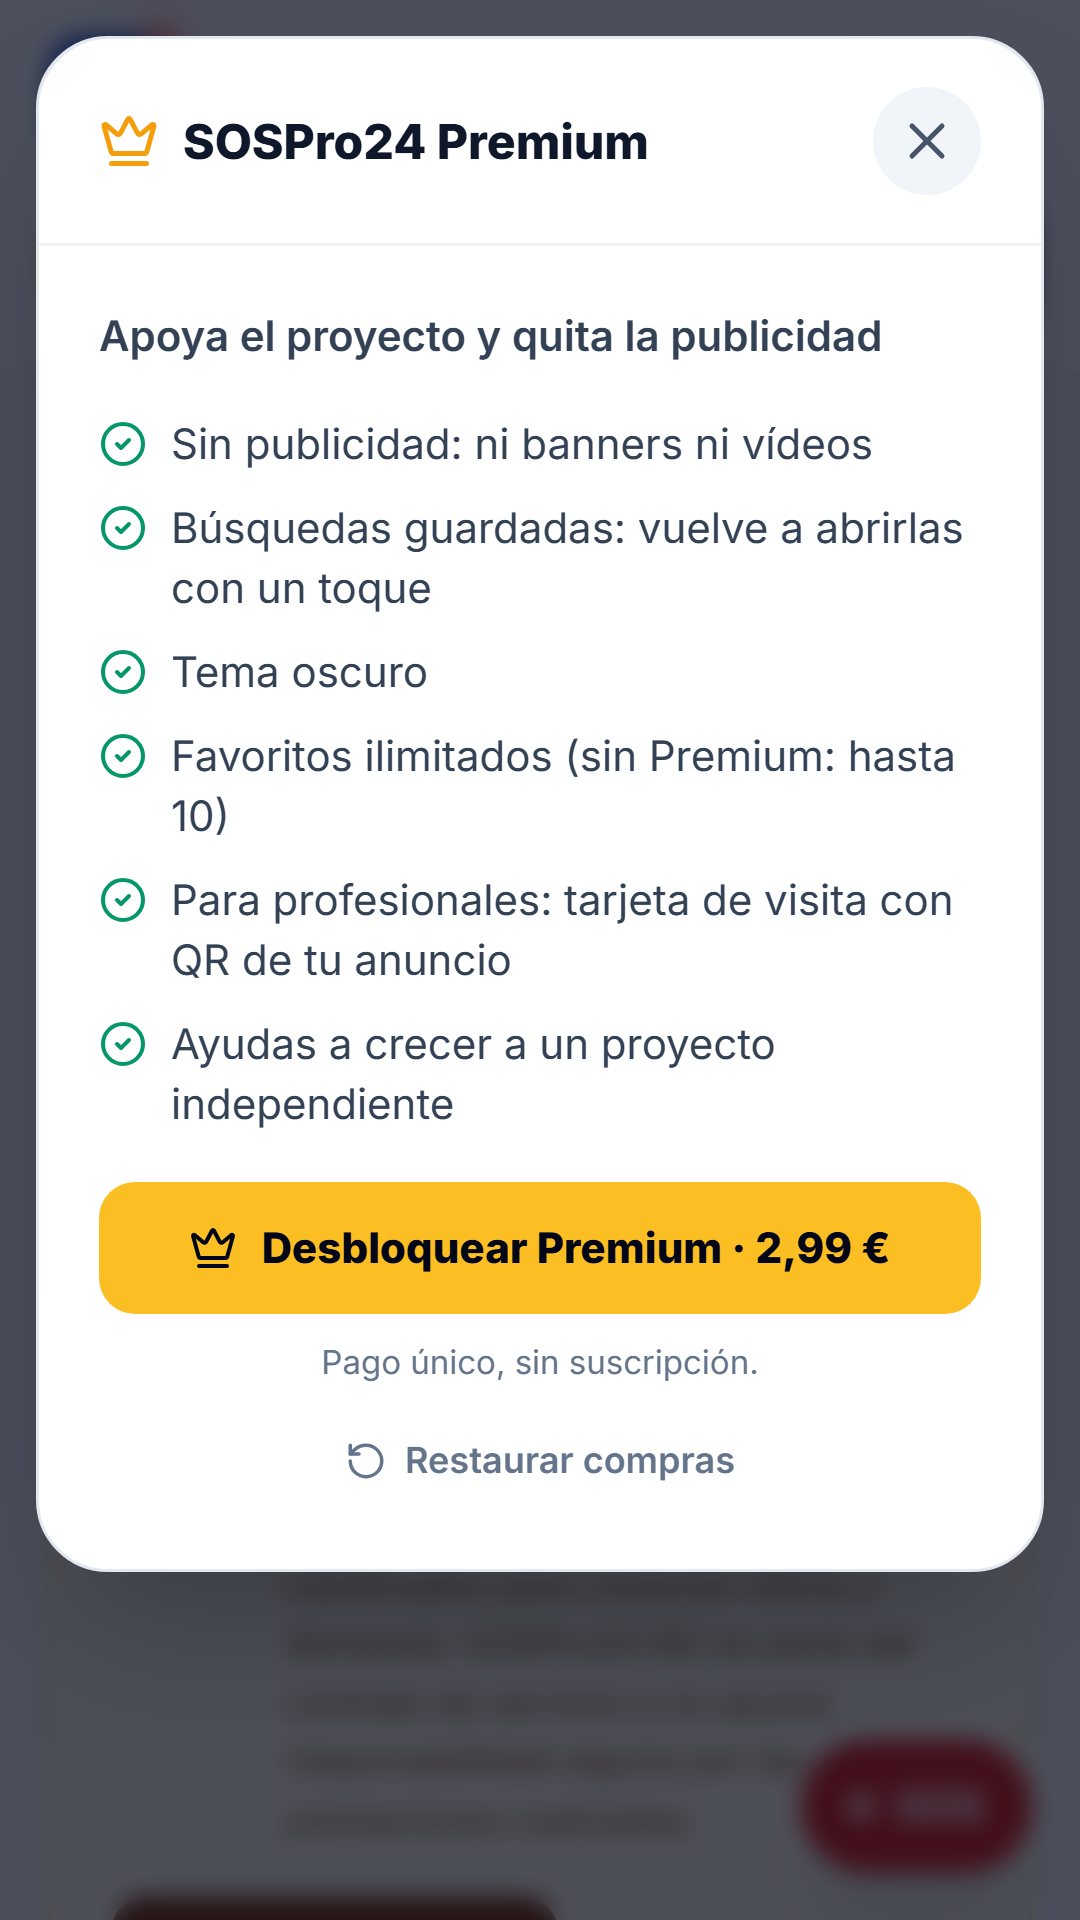 SOSPro24 Premium
Apoya el proyecto y quita la publicidad
Sin publicidad: ni banners ni vídeos
Búsquedas guardadas: vuelve a abrirlas
con un toque
Tema oscuro
Favoritos ilimitados (sin Premium: hasta
10)
Para profesionales: tarjeta de visita con
QR de tu anuncio
Ayudas a crecer a un proyecto
independiente
Desbloquear Premium · 2,99 €
Pago único, sin suscripción.
Restaurar compras